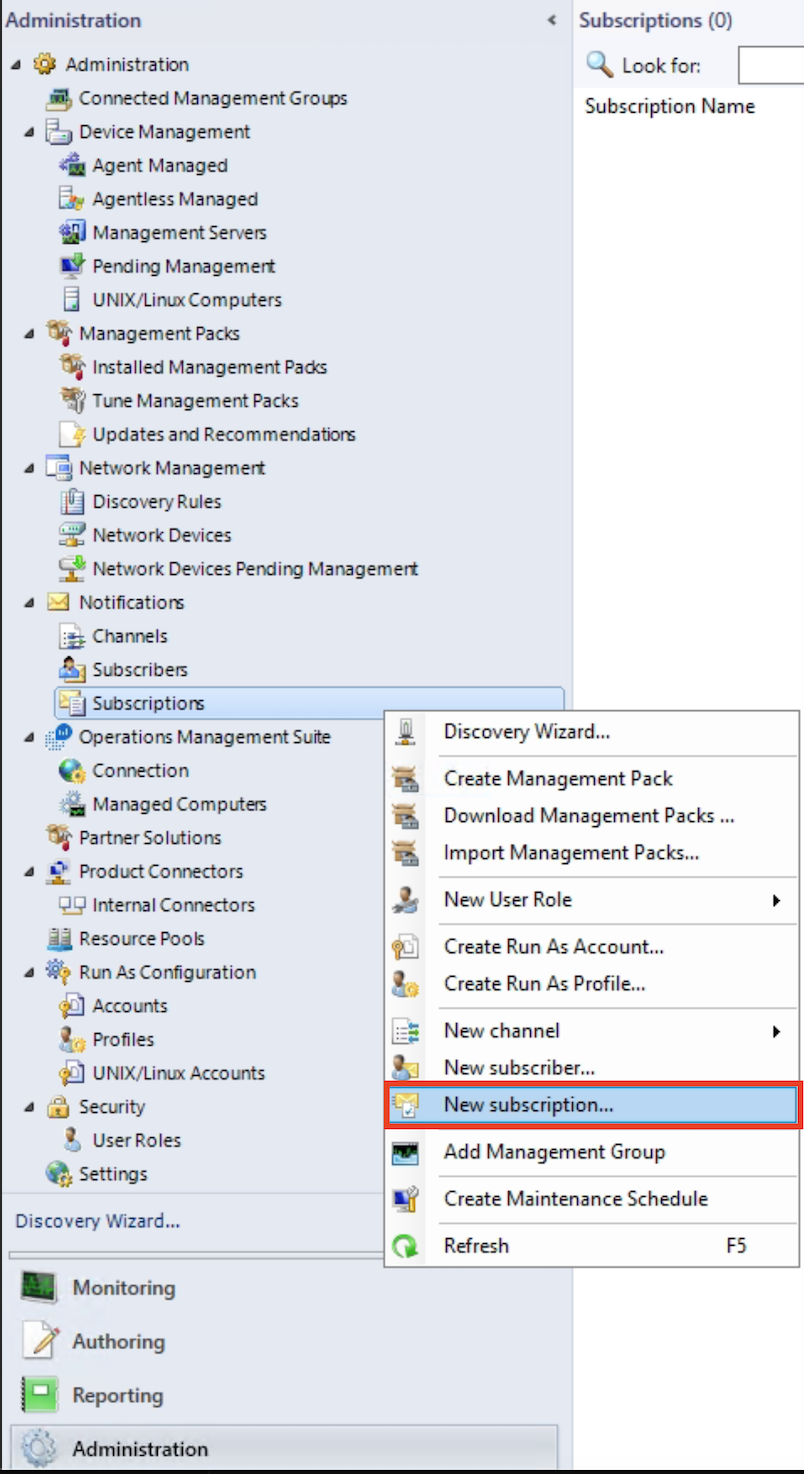 Administration
Subscriptions (0)
Administration
Look for:
Connected Management Groups
Subscription Name
Device Management
Agent Managed
Agentless Managed
Management Servers
Pending Management
UNIX/Linux Computers
Management Packs
Installed Management Packs
Tune Management Packs
Updates and Recommendations
Network Management
Discovery Rules
Network Devices
Network Devices Pending Management
Notifications
Channels
Subscribers
Subscriptions
Operations Management Suite
Connection
Managed Computers
Partner Solutions
Product Connectors
Internal Connectors
Resource Pools
Run As Configuration
Accounts
Profiles
UNIX/Linux Accounts
Security
User Roles
Settings
Discovery Wizard...
Monitoring
Authoring
Reporting
Administration
Discovery Wizard...
Create Management Pack
Download Management Packs ...
Import Management Packs...
New User Role
Create Run As Account...
Create Run As Profile...
New channel
New subscriber...
New subscription...
Add Management Group
Create Maintenance Schedule
Refresh F5